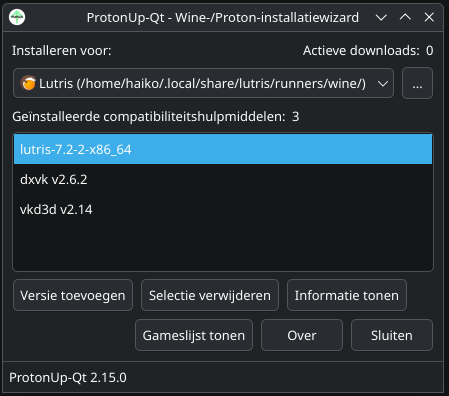 ProtonUp-Qt - Wine-/Proton-installatiewizard
Installeren voor: Actieve downloads: 0
Lutris (/home/haiko/.local/share/lutris/runners/wine/) ...
Geïnstalleerde compatibiliteitshulpmiddelen: 3
lutris-7.2-2-x86_64
dxvk v2.6.2
vkd3d v2.14
Versie toevoegen Selectie verwijderen Informatie tonen
Gameslijst tonen Over Sluiten
ProtonUp-Qt 2.15.0